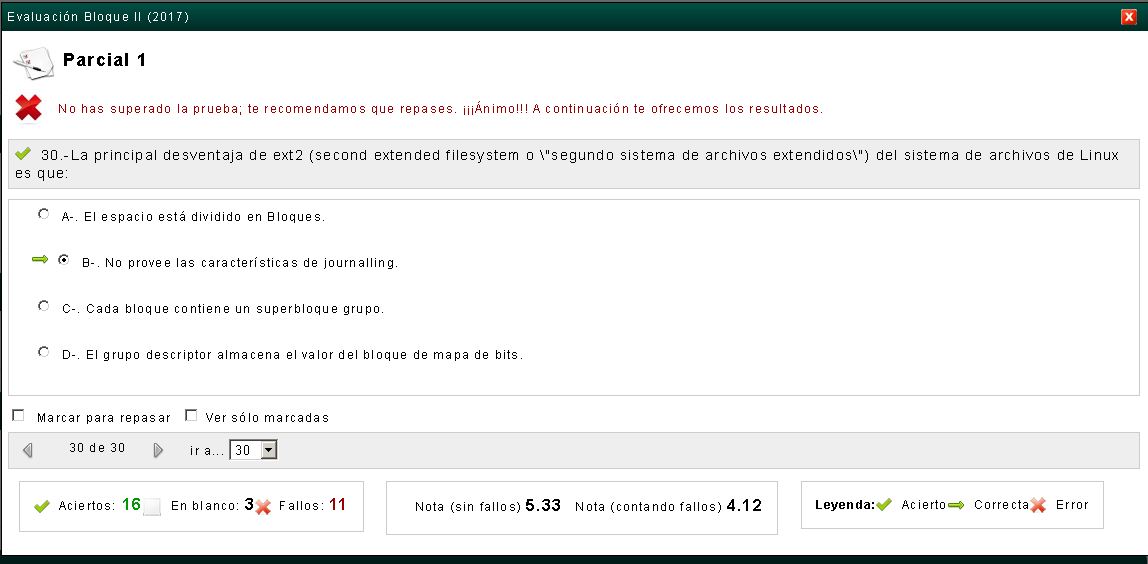 Evaluación Bloque II (2017)
Parcial 1
No has superado la prueba; te recomendamos que repases. ¡¡¡Ánimo!!! A continuación te ofrecemos los resultados.
30.-La principal desventaja de ext2 (second extended filesystem o \"segundo sistema de archivos extendidos\") del sistema de archivos de Linux
es que:
A-. El espacio está dividido en Bloques.
B-. No provee las características de journalling.
C-. Cada bloque contiene un superbloque grupo.
D-. El grupo descriptor almacena el valor del bloque de mapa de bits.
Marcar para repasar Ver sólo marcadas
30 de 30 ir a... 30
Aciertos: 16 En blanco: 3 Fallos: 11 Nota (sin fallos) 5.33 Nota (contando fallos) 4.12 Leyenda: Acierto Correcta Error